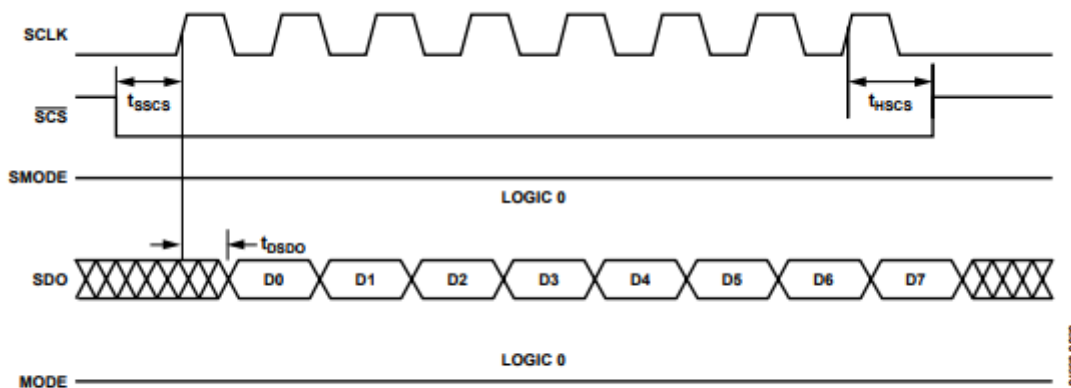 SCLK
tSSCS
tHSCS
SCS
SMODE
LOGIC 0
tDSDO
SDO D0 D1 D2 D3 D4 D5 D6 D7
LOGIC 0
MODE